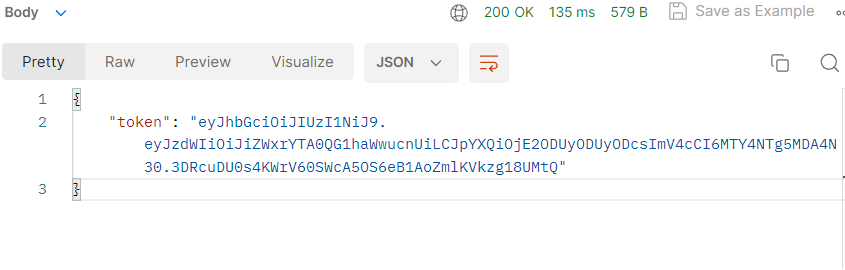 Body 200 OK 135 ms 579 B Save as Example
Pretty Raw Preview Visualize JSON
1 {
2 "token": "eyJhbGciOiJIUzI1NiJ9.
eyJzdWIiOiJiZWxrYTA0QG1haWwucnUiLCJpYXQiOjE2ODUyODUyODcsImV4cCI6MTY4NTg5MDA4N
30.3DRcuDU0s4KWrV60SWcA5OS6eB1AoZmlKVkzg18UMtQ"
3 }